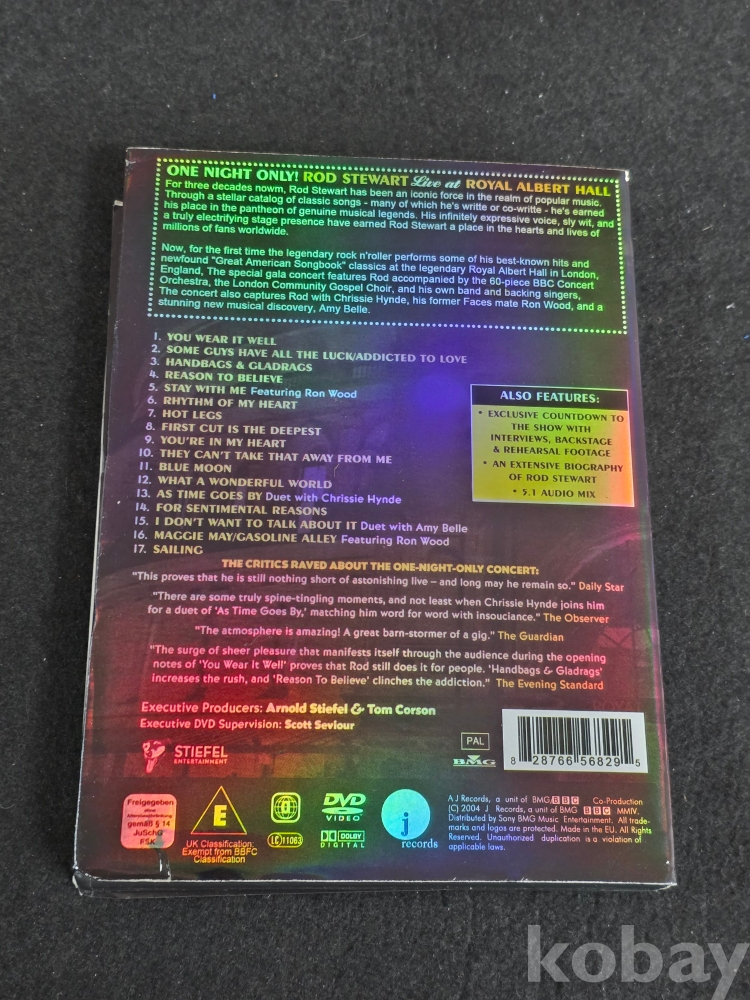 ONE NIGHT ONLY! ROD STEWART Live at ROYAL ALBERT HALL
For three decades nowm, Rod Stewart has been an iconic force in the realm of popular music.
Through a stellar catalog of classic songs - many of which he's writte or co-writte - he's earned
his place in the pantheon of genuine musical legends. His infinitely expressive voice, sly wit, and
a truly electrifying stage presence have earned Rod Stewart a place in the hearts and lives of
millions of fans worldwide.
Now, for the first time the legendary rock n'roller performs some of his best-known hits and
newfound "Great American Songbook" classics at the legendary Royal Albert Hall in London,
England, The special gala concert features Rod accompanied by the 60-piece BBC Concert
Orchestra, the London Community Gospel Choir, and his own band and backing singers,
The concert also captures Rod with Chrissie Hynde, his former Faces mate Ron Wood, and a
stunning new musical discovery, Amy Belle.
1. YOU WEAR IT WELL
2. SOME GUYS HAVE ALL THE LUCK/ADDICTED TO LOVE
3. HANDBAGS & GLADRAGS
4. REASON TO BELIEVE
5. STAY WITH ME Featuring Ron Wood
6. RHYTHM OF MY HEART
7. HOT LEGS
8. FIRST CUT IS THE DEEPEST
9. YOU'RE IN MY HEART
10. THEY CAN'T TAKE THAT AWAY FROM ME
11. BLUE MOON
12. WHAT A WONDERFUL WORLD
13. AS TIME GOES BY Duet with Chrissie Hynde
14. FOR SENTIMENTAL REASONS
15. I DON'T WANT TO TALK ABOUT IT Duet with Amy Belle
16. MAGGIE MAY/GASOLINE ALLEY Featuring Ron Wood
17. SAILING
ALSO FEATURES:
• EXCLUSIVE COUNTDOWN TO
THE SHOW WITH
INTERVIEWS, BACKSTAGE
& REHEARSAL FOOTAGE
• AN EXTENSIVE BIOGRAPHY
OF ROD STEWART
• 5.1 AUDIO MIX
THE CRITICS RAVED ABOUT THE ONE-NIGHT-ONLY CONCERT:
"This proves that he is still nothing short of astonishing live – and long may he remain so." Daily Star
"There are some truly spine-tingling moments, and not least when Chrissie Hynde joins him
for a duet of 'As Time Goes By,' matching him word for word with insouciance." The Observer
"The atmosphere is amazing! A great barn-stormer of a gig." The Guardian
"The surge of sheer pleasure that manifests itself through the audience during the opening
notes of 'You Wear It Well' proves that Rod still does it for people. 'Handbags & Gladrags'
increases the rush, and 'Reason To Believe' clinches the addiction." The Evening Standard
Executive Producers: Arnold Stiefel & Tom Corson
Executive DVD Supervision: Scott Seviour
STIEFEL
ENTERTAINMENT
PAL
BMG
8 28766 56829 5
Freigegeben
ohne
Altersbeschränkung
gemäß § 14
JuSchG
FSK
E
UK Classification:
Exempt from BBFC
Classification
0
LC 11063
DVD
VIDEO
DOLBY
DIGITAL
j
records
A J Records, a unit of BMG/BBC Co-Production
(C) 2004 J Records, a unit of BMG BBC MMIV.
Distributed by Sony BMG Music Entertainment. All trade-
marks and logos are protected. Made in the EU. All Rights
Reserved. Unauthorized duplication is a violation of
applicable laws.
kobay